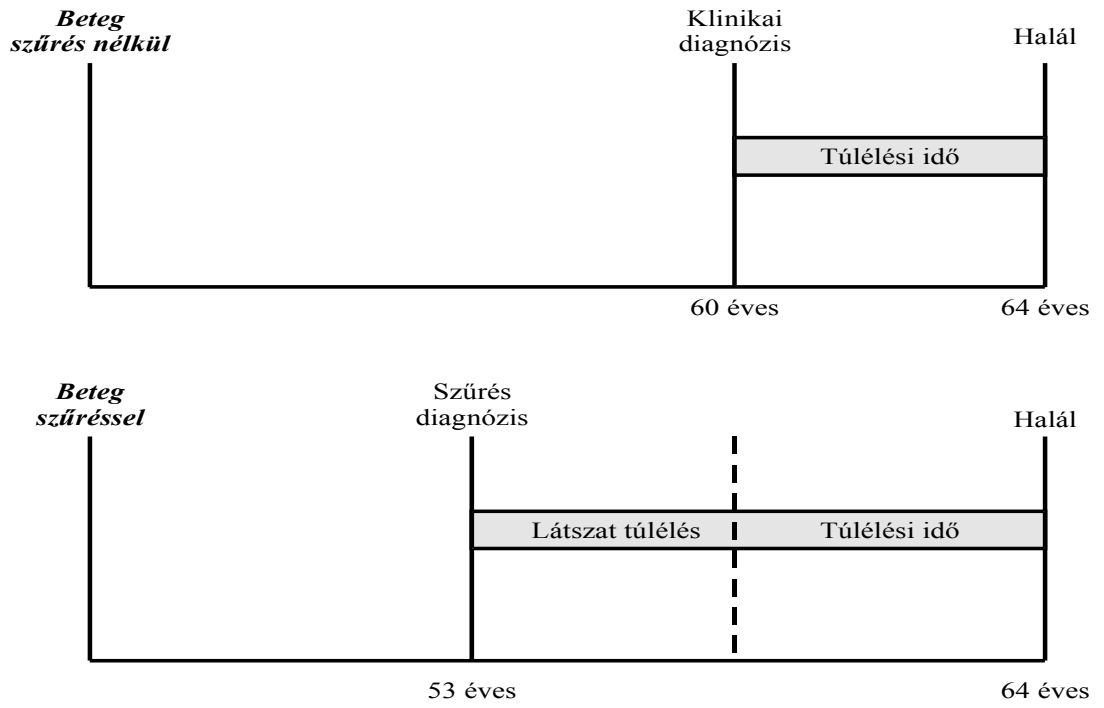 Beteg
szűrés nélkül
Klinikai
diagnózis
Halál
Túlélési idő
60 éves
64 éves
Beteg
szűréssel
Szűrés
diagnózis
Halál
Látszat túlélés
Túlélési idő
53 éves
64 éves